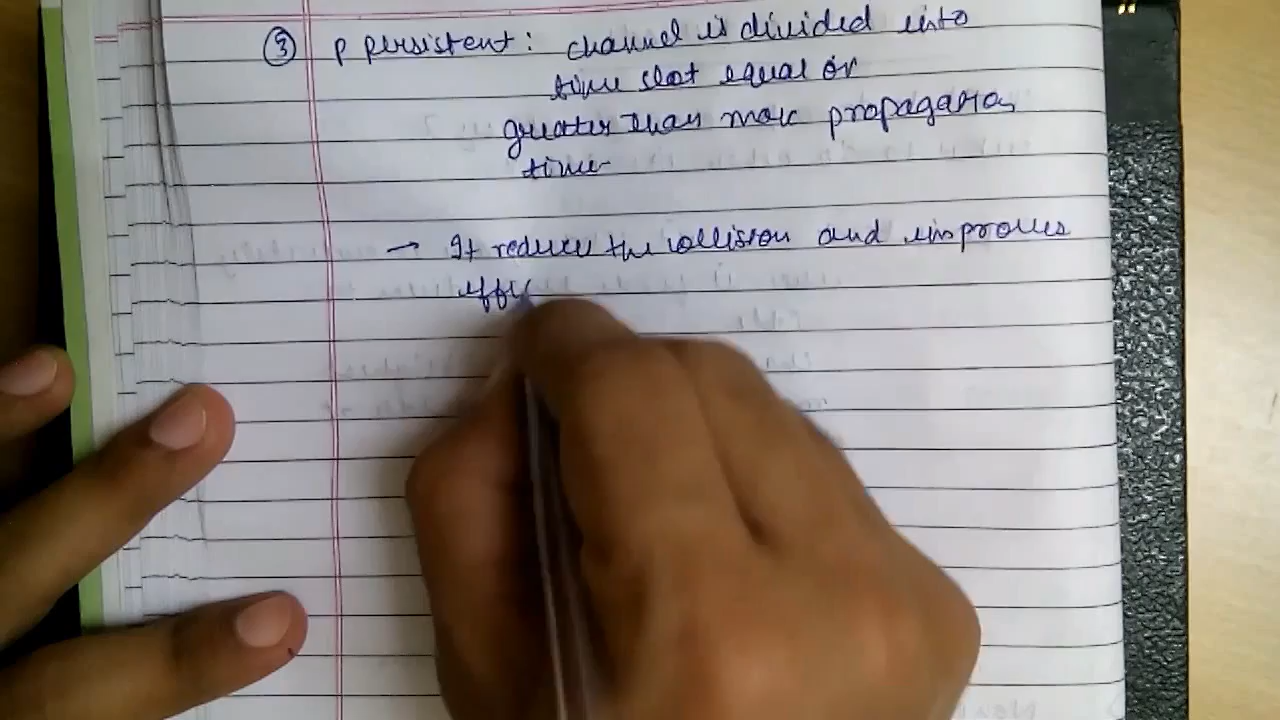 ③ P persistent: channel is divided into
time slot equal or
greater than max propagation
time
→ It reduces the collision and improves
effi